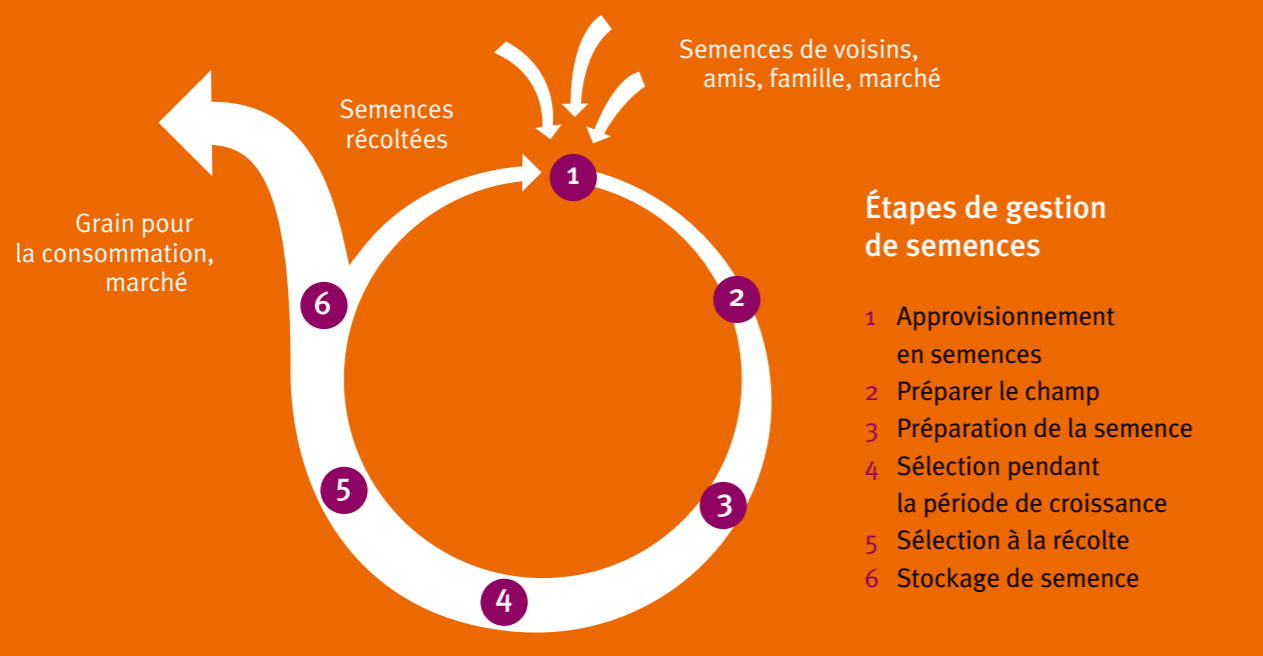 Semences de voisins,
amis, famille, marché
Semences
récoltées
1
Grain pour
la consommation,
marché
6
2
5
3
4
Étapes de gestion
de semences
1 Approvisionnement
en semences
2 Préparer le champ
3 Préparation de la semence
4 Sélection pendant
la période de croissance
5 Sélection à la récolte
6 Stockage de semence